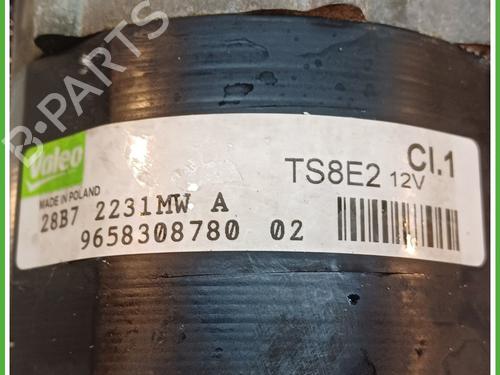 B-PARTS
Valeo
MADE IN POLAND
TS8E2 12V
Cl.1
28B7 2231MW A
9658308780 02